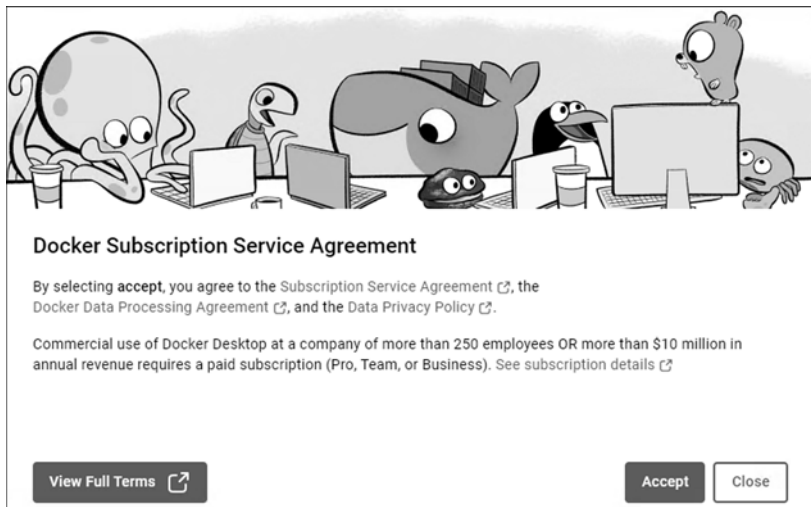 Docker Subscription Service Agreement
By selecting accept, you agree to the Subscription Service Agreement, the
Docker Data Processing Agreement, and the Data Privacy Policy.
Commercial use of Docker Desktop at a company of more than 250 employees OR more than $10 million in
annual revenue requires a paid subscription (Pro, Team, or Business). See subscription details
View Full Terms
Accept
Close